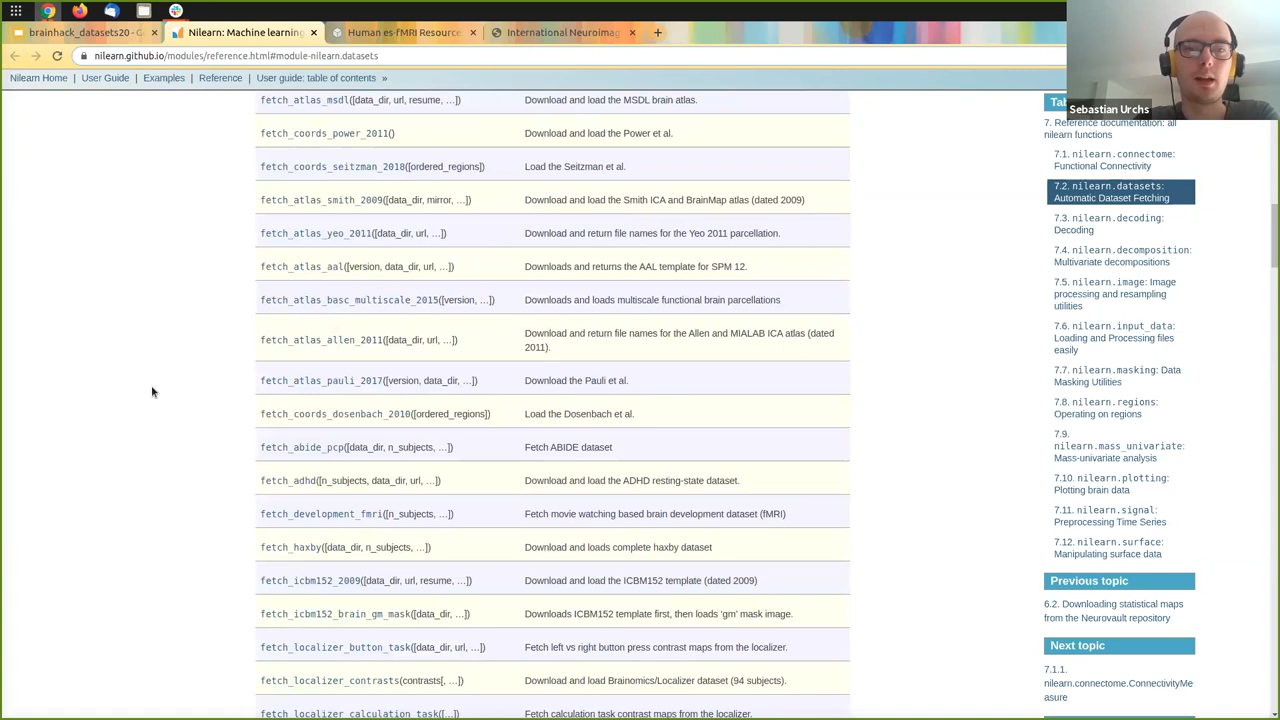 brainhack_datasets20 - G
Nilearn: Machine learning
Human es-fMRI Resource
International Neuroimag
nilearn.github.io/modules/reference.html#module-nilearn.datasets
Sebastian Urchs
Nilearn Home | User Guide | Examples | Reference | User guide: table of contents »
fetch_atlas_msdl([data_dir, url, resume, …]) Download and load the MSDL brain atlas.
fetch_coords_power_2011() Download and load the Power et al.
fetch_coords_seitzman_2018([ordered_regions]) Load the Seitzman et al.
fetch_atlas_smith_2009([data_dir, mirror, …]) Download and load the Smith ICA and BrainMap atlas (dated 2009)
fetch_atlas_yeo_2011([data_dir, url, …]) Download and return file names for the Yeo 2011 parcellation.
fetch_atlas_aal([version, data_dir, url, …]) Downloads and returns the AAL template for SPM 12.
fetch_atlas_basc_multiscale_2015([version, …]) Downloads and loads multiscale functional brain parcellations
fetch_atlas_allen_2011([data_dir, url, …]) Download and return file names for the Allen and MIALAB ICA atlas (dated
2011).
fetch_atlas_pauli_2017([version, data_dir, …]) Download the Pauli et al.
fetch_coords_dosenbach_2010([ordered_regions]) Load the Dosenbach et al.
fetch_abide_pcp([data_dir, n_subjects, …]) Fetch ABIDE dataset
fetch_adhd([n_subjects, data_dir, url, …]) Download and load the ADHD resting-state dataset.
fetch_development_fmri([n_subjects, …]) Fetch movie watching based brain development dataset (fMRI)
fetch_haxby([data_dir, n_subjects, …]) Download and loads complete haxby dataset
fetch_icbm152_2009([data_dir, url, resume, …]) Download and load the ICBM152 template (dated 2009)
fetch_icbm152_brain_gm_mask([data_dir, …]) Downloads ICBM152 template first, then loads ‘gm’ mask image.
fetch_localizer_button_task([data_dir, url, …]) Fetch left vs right button press contrast maps from the localizer.
fetch_localizer_contrasts(contrasts[, …]) Download and load Brainomics/Localizer dataset (94 subjects).
fetch_localizer_calculation_task([…]) Fetch calculation task contrast maps from the localizer.
Ta
7. Reference documentation: all
nilearn functions
7.1. nilearn.connectome:
Functional Connectivity
7.2. nilearn.datasets:
Automatic Dataset Fetching
7.3. nilearn.decoding:
Decoding
7.4. nilearn.decomposition:
Multivariate decompositions
7.5. nilearn.image: Image
processing and resampling
utilities
7.6. nilearn.input_data:
Loading and Processing files
easily
7.7. nilearn.masking: Data
Masking Utilities
7.8. nilearn.regions:
Operating on regions
7.9.
nilearn.mass_univariate:
Mass-univariate analysis
7.10. nilearn.plotting:
Plotting brain data
7.11. nilearn.signal:
Preprocessing Time Series
7.12. nilearn.surface:
Manipulating surface data
Previous topic
6.2. Downloading statistical maps
from the Neurovault repository
Next topic
7.1.1.
nilearn.connectome.ConnectivityMe
asure